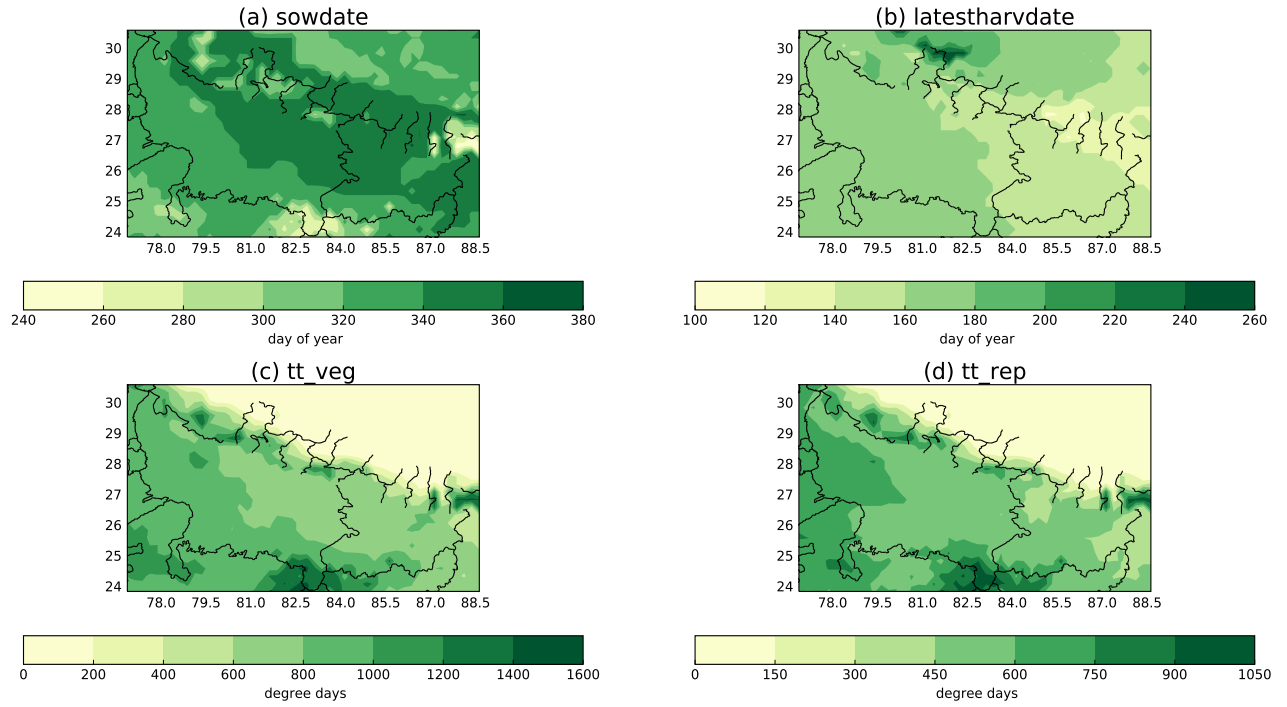 (a) sowdate
30
29
28
27
26
25
24
78.0 79.5 81.0 82.5 84.0 85.5 87.0 88.5
240 260 280 300 320 340 360 380
day of year
(b) latestharvdate
30
29
28
27
26
25
24
78.0 79.5 81.0 82.5 84.0 85.5 87.0 88.5
100 120 140 160 180 200 220 240 260
day of year
(c) tt_veg
30
29
28
27
26
25
24
78.0 79.5 81.0 82.5 84.0 85.5 87.0 88.5
0 200 400 600 800 1000 1200 1400 1600
degree days
(d) tt_rep
30
29
28
27
26
25
24
78.0 79.5 81.0 82.5 84.0 85.5 87.0 88.5
0 150 300 450 600 750 900 1050
degree days